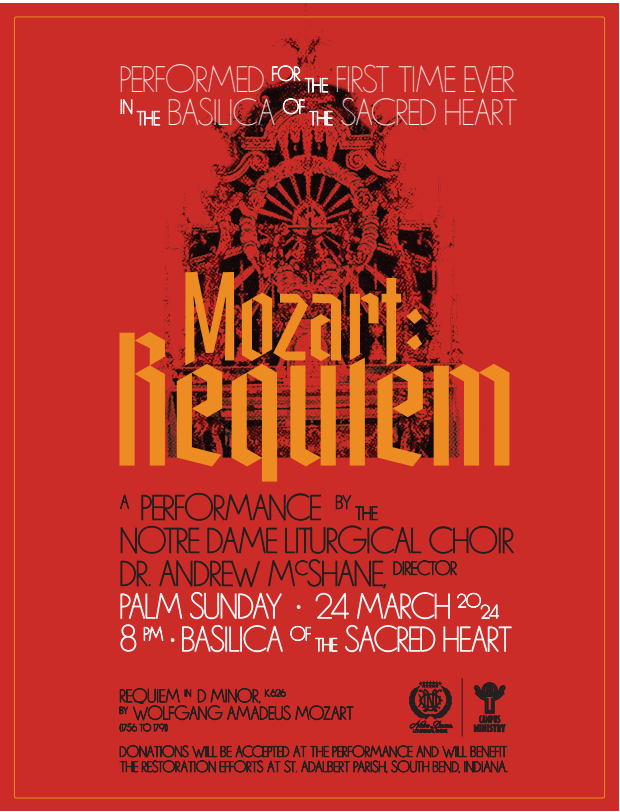 PERFORMED FOR THE FIRST TIME EVER
IN THE BASILICA OF THE SACRED HEART
Mozart:
Requiem
A PERFORMANCE BY THE
NOTRE DAME LITURGICAL CHOIR
DR. ANDREW McSHANE, DIRECTOR
PALM SUNDAY · 24 MARCH 2024
8 PM · BASILICA OF THE SACRED HEART
REQUIEM IN D MINOR, K.626
BY WOLFGANG AMADEUS MOZART
(1756 TO 1791)
Notre Dame
CAMPUS
MINISTRY
DONATIONS WILL BE ACCEPTED AT THE PERFORMANCE AND WILL BENEFIT
THE RESTORATION EFFORTS AT ST. ADALBERT PARISH, SOUTH BEND, INDIANA.